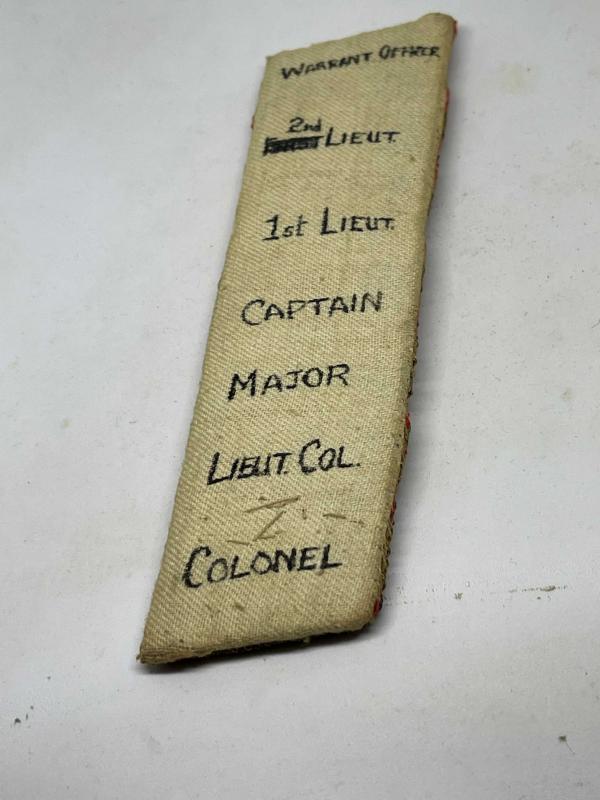 WARRANT OFFICER
2nd
LIEUT.
1st LIEUT.
CAPTAIN
MAJOR
LIEUT. COL.
COLONEL